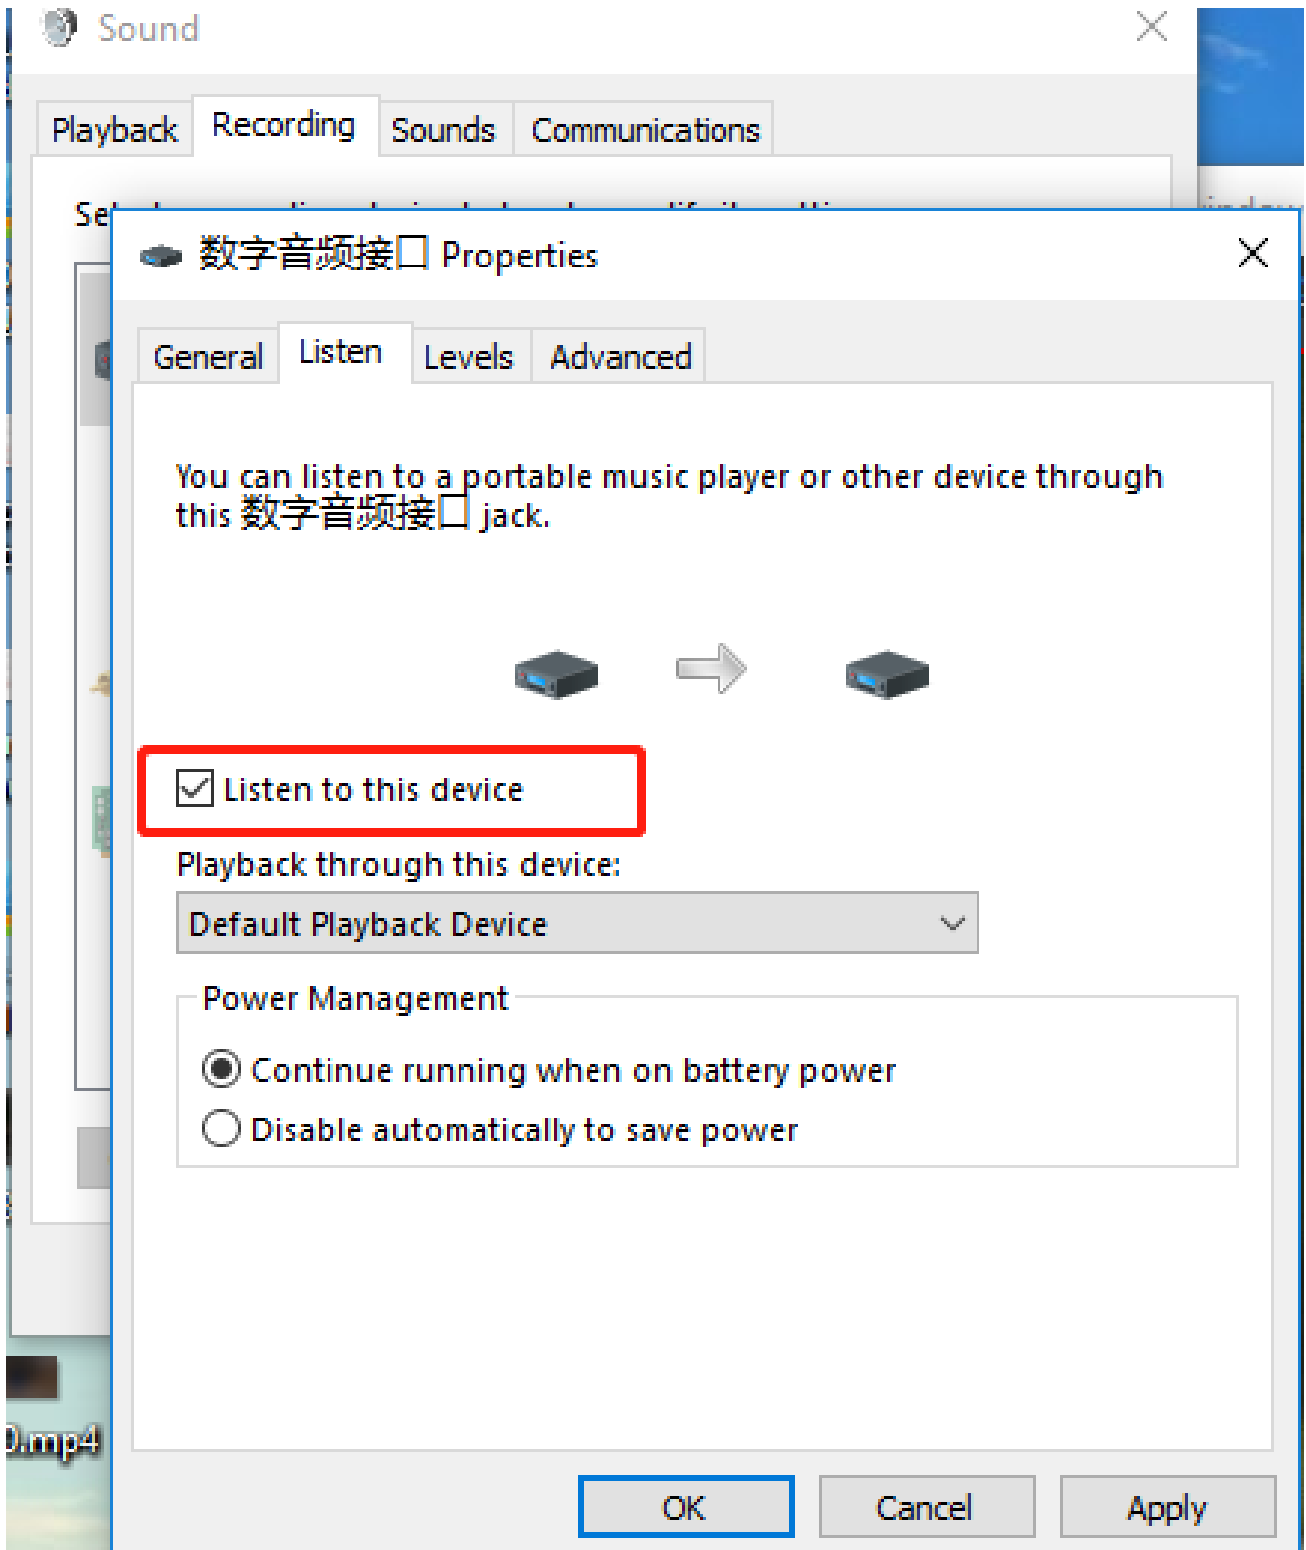 Sound
Playback
Recording
Sounds
Communications
数字音频接口 Properties
General
Listen
Levels
Advanced
You can listen to a portable music player or other device through
this 数字音频接口 jack.
Listen to this device
Playback through this device:
Default Playback Device
Power Management
Continue running when on battery power
Disable automatically to save power
.mp4
OK
Cancel
Apply